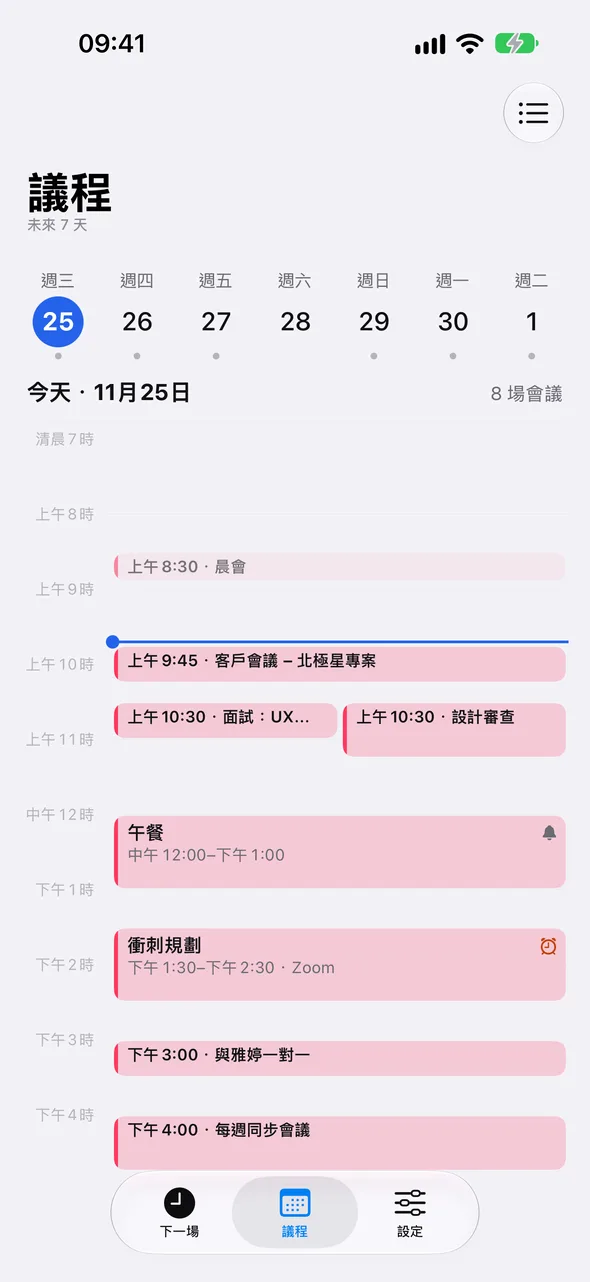 09:41
議程
未來 7 天
週三 週四 週五 週六 週日 週一 週二
25 26 27 28 29 30 1
今天 · 11月25日 8 場會議
清晨 7 時
上午 8 時
上午 8:30 · 晨會
上午 9 時
上午 9:45 · 客戶會議 – 北極星專案
上午 10 時
上午 10:30 · 面試：UX… 上午 10:30 · 設計審查
上午 11 時
中午 12 時
午餐
中午 12:00–下午 1:00
下午 1 時
衝刺規劃
下午 1:30–下午 2:30 · Zoom
下午 2 時
下午 3 時
下午 3:00 · 與雅婷一對一
下午 4 時
下午 4:00 · 每週同步會議
下一場 議程 設定